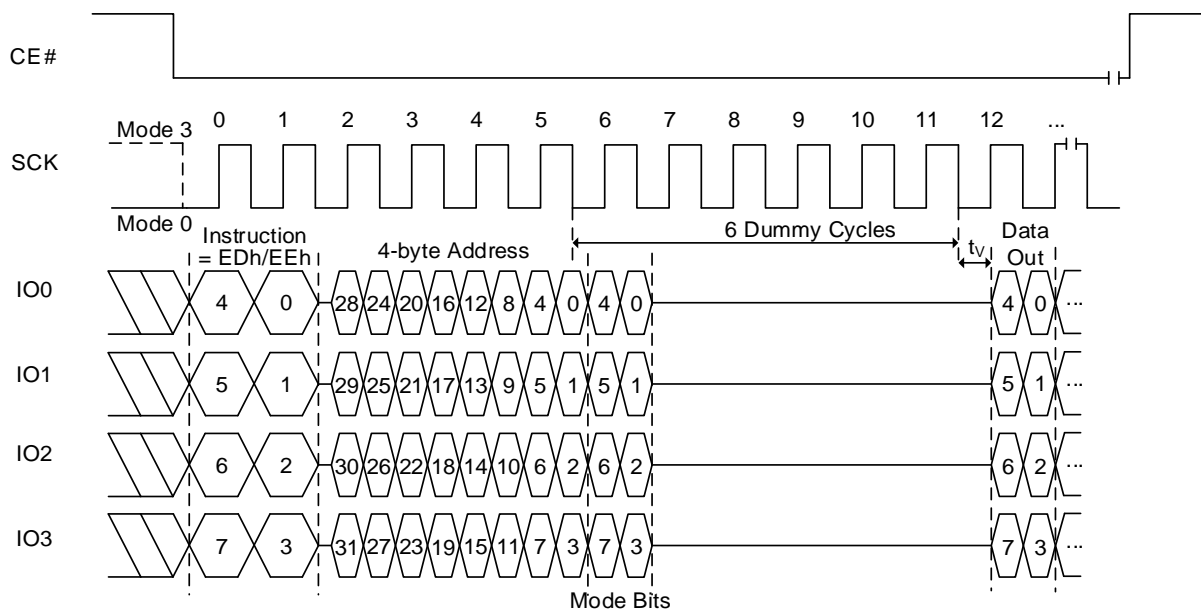 CE#
Mode 3 0 1 2 3 4 5 6 7 8 9 10 11 12 ...
SCK
Mode 0
Instruction
= EDh/EEh
4-byte Address
6 Dummy Cycles
tV
Data
Out
IO0 4 0 28 24 20 16 12 8 4 0 4 0 4 0 ...
IO1 5 1 29 25 21 17 13 9 5 1 5 1 5 1 ...
IO2 6 2 30 26 22 18 14 10 6 2 6 2 6 2 ...
IO3 7 3 31 27 23 19 15 11 7 3 7 3 7 3 ...
Mode Bits